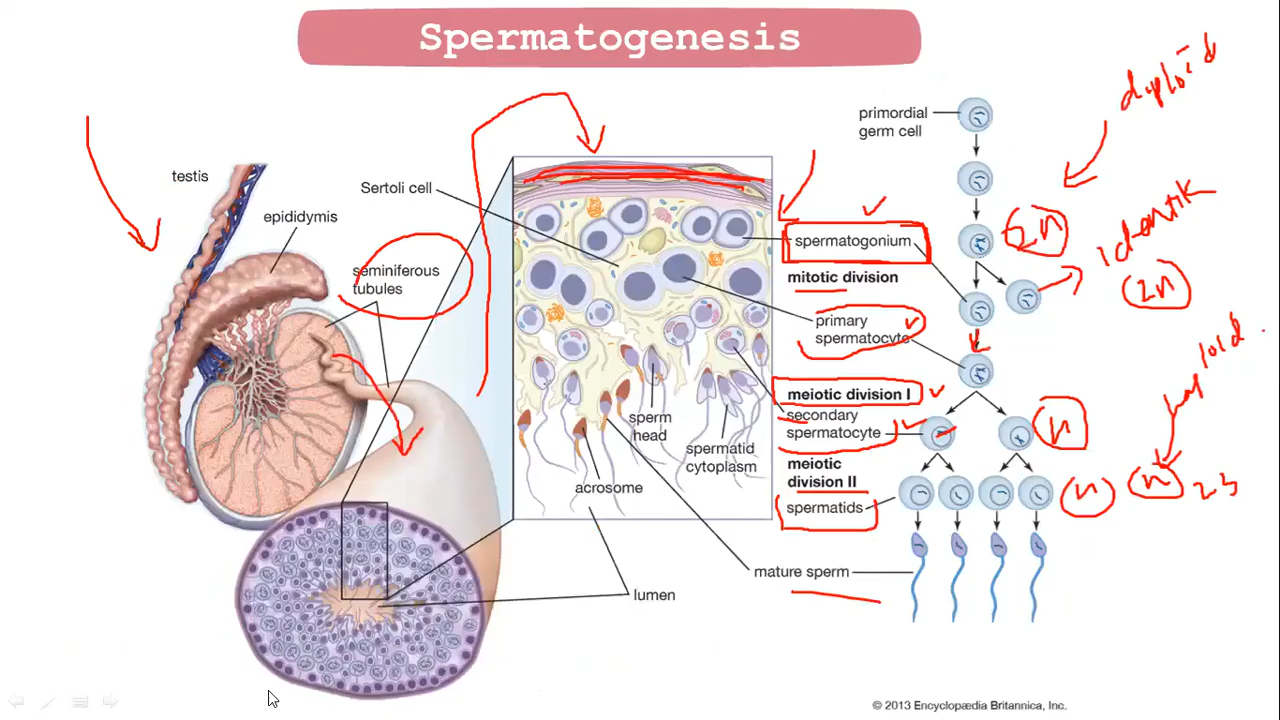 Spermatogenesis
testis
epididymis
seminiferous
tubules
Sertoli cell
sperm
head
spermatid
cytoplasm
acrosome
lumen
primordial
germ cell
spermatogonium
mitotic division
primary
spermatocyte
meiotic division I
secondary
spermatocyte
meiotic
division II
spermatids
mature sperm
diploid
2n
identik
2n
haploid
n
n
n
23
© 2013 Encyclopædia Britannica, Inc.